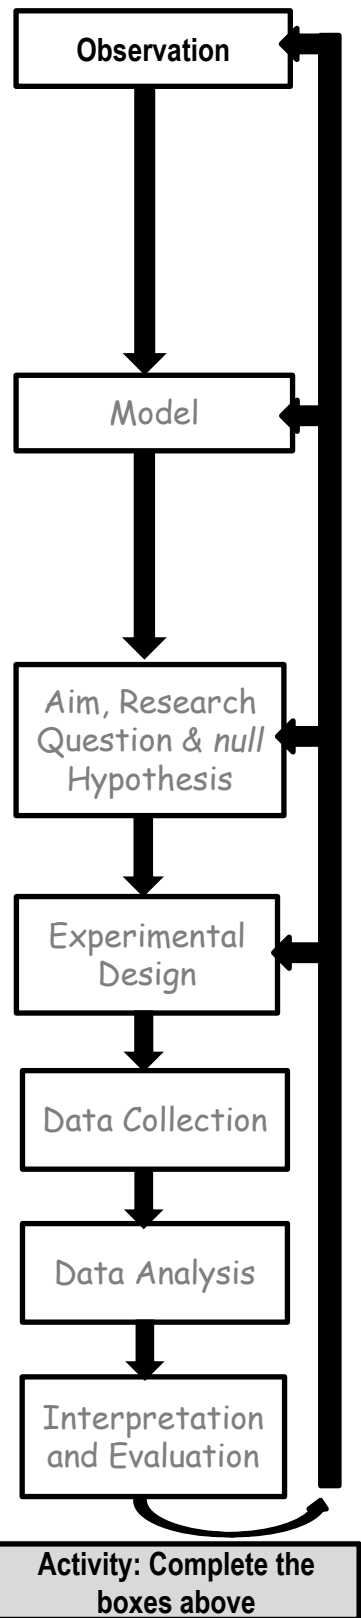 Observation
Model
Aim, Research
Question & null
Hypothesis
Experimental
Design
Data Collection
Data Analysis
Interpretation
and Evaluation
Activity: Complete the
boxes above